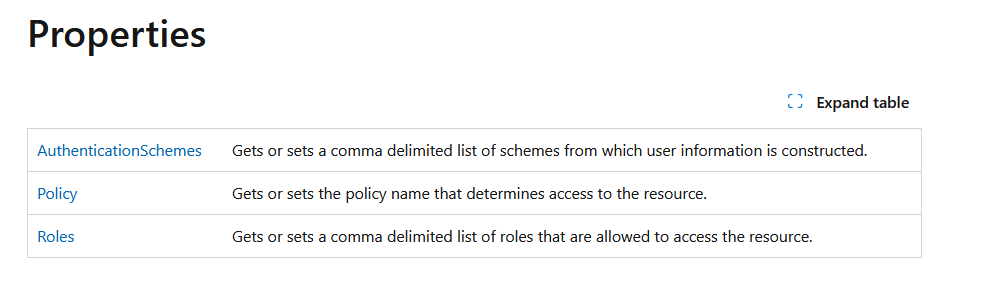 Properties
Expand table
AuthenticationSchemes Gets or sets a comma delimited list of schemes from which user information is constructed.
Policy Gets or sets the policy name that determines access to the resource.
Roles Gets or sets a comma delimited list of roles that are allowed to access the resource.